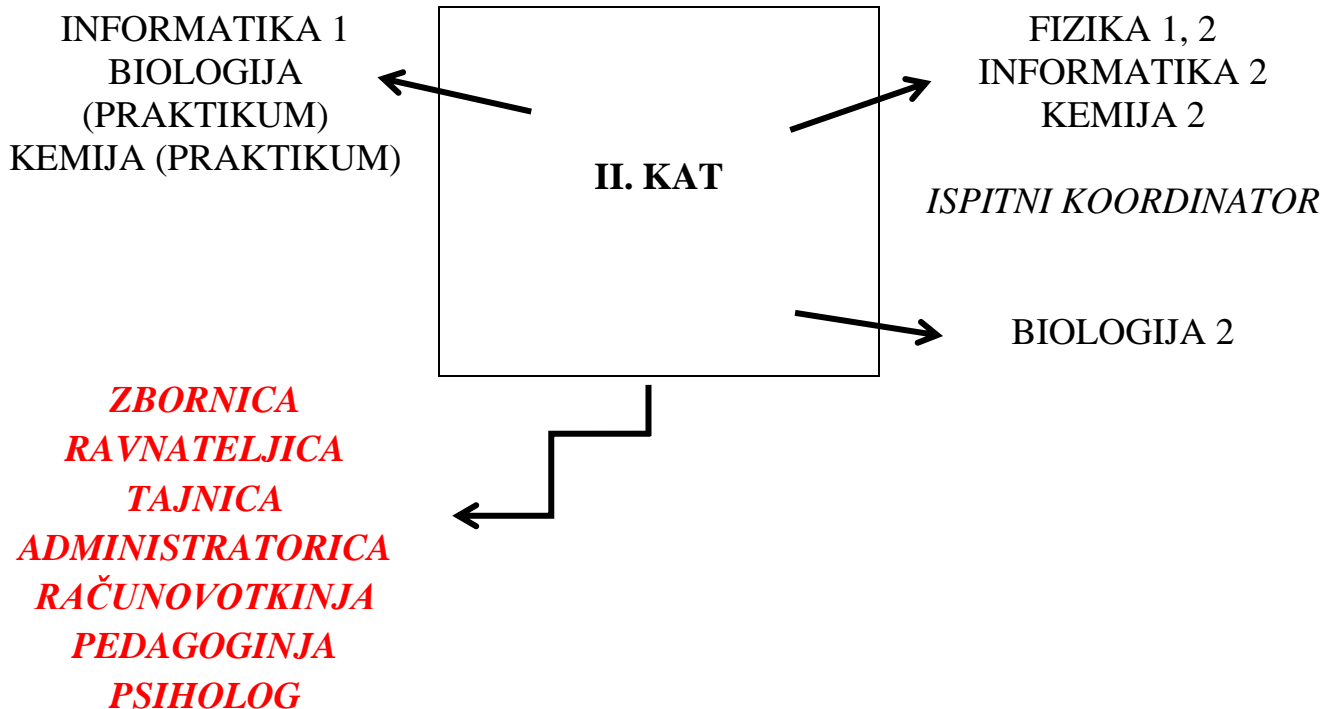 INFORMATIKA 1
BIOLOGIJA
(PRAKTIKUM)
KEMIJA (PRAKTIKUM)
II. KAT
FIZIKA 1, 2
INFORMATIKA 2
KEMIJA 2
ISPITNI KOORDINATOR
BIOLOGIJA 2
ZBORNICA
RAVNATELJICA
TAJNICA
ADMINISTRATORICA
RAČUNOVOTKINJA
PEDAGOGINJA
PSIHOLOG